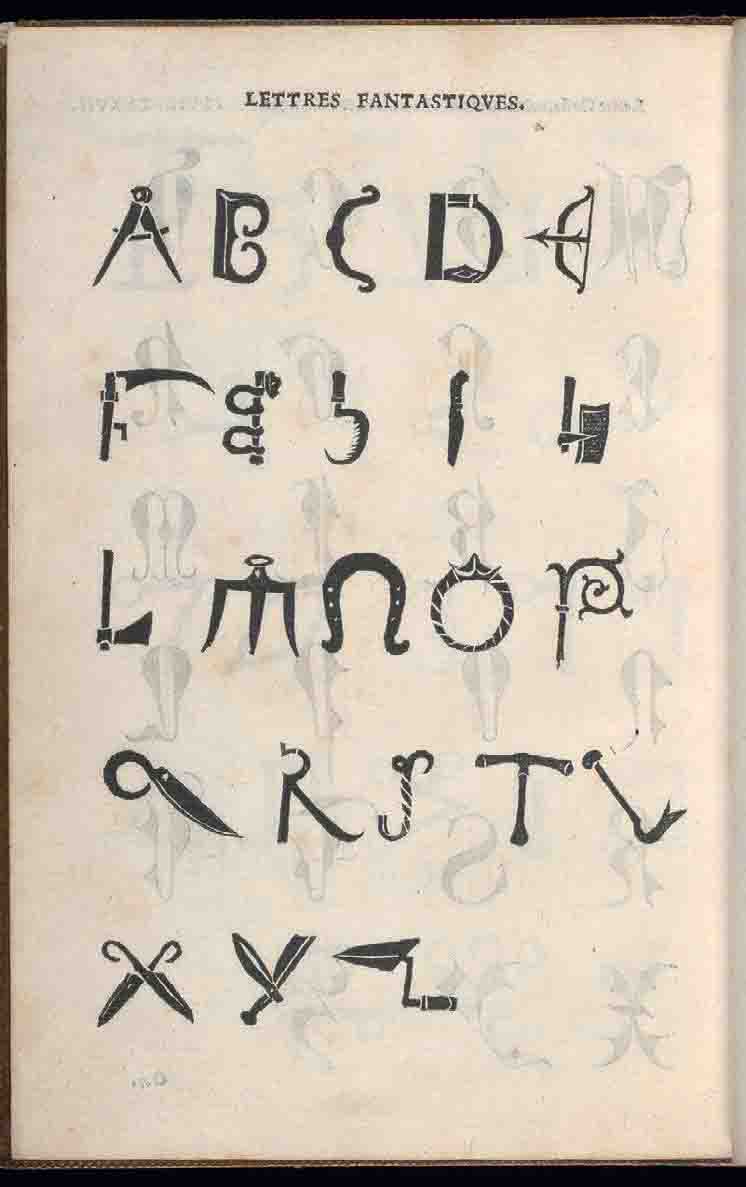 LETTRES FANTASTIQVES.
A B C D E
F G H I K
L M N O P
Q R S T V
X Y Z